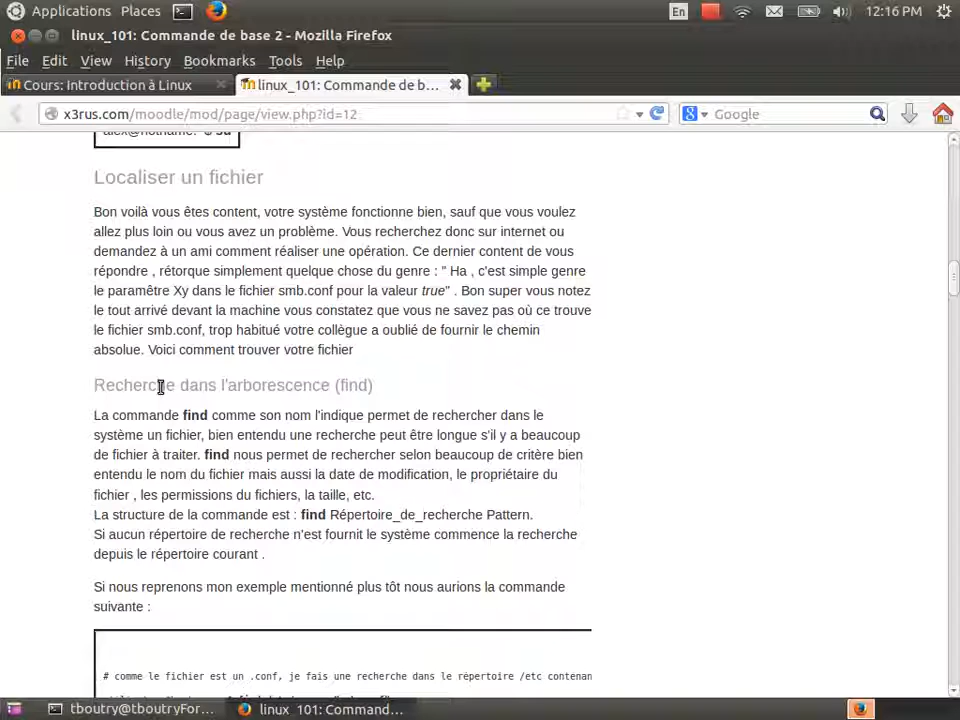 Applications Places En 12:16 PM
linux_101: Commande de base 2 - Mozilla Firefox
File Edit View History Bookmarks Tools Help
Cours: Introduction à Linux linux_101: Commande de b...
x3rus.com/moodle/mod/page/view.php?id=12 Google
Localiser un fichier
Bon voilà vous êtes content, votre système fonctionne bien, sauf que vous voulez
allez plus loin ou vous avez un problème. Vous recherchez donc sur internet ou
demandez à un ami comment réaliser une opération. Ce dernier content de vous
répondre , rétorque simplement quelque chose du genre : " Ha , c'est simple genre
le paramêtre Xy dans le fichier smb.conf pour la valeur true" . Bon super vous notez
le tout arrivé devant la machine vous constatez que vous ne savez pas où ce trouve
le fichier smb.conf, trop habitué votre collègue a oublié de fournir le chemin
absolue. Voici comment trouver votre fichier
Recherche dans l'arborescence (find)
La commande find comme son nom l'indique permet de rechercher dans le
système un fichier, bien entendu une recherche peut être longue s'il y a beaucoup
de fichier à traiter. find nous permet de rechercher selon beaucoup de critère bien
entendu le nom du fichier mais aussi la date de modification, le propriétaire du
fichier , les permissions du fichiers, la taille, etc.
La structure de la commande est : find Répertoire_de_recherche Pattern.
Si aucun répertoire de recherche n'est fournit le système commence la recherche
depuis le répertoire courant .
Si nous reprenons mon exemple mentionné plus tôt nous aurions la commande
suivante :
# comme le fichier est un .conf, je fais une recherche dans le répertoire /etc contenan
tboutry@tboutryFor... linux_101: Command...